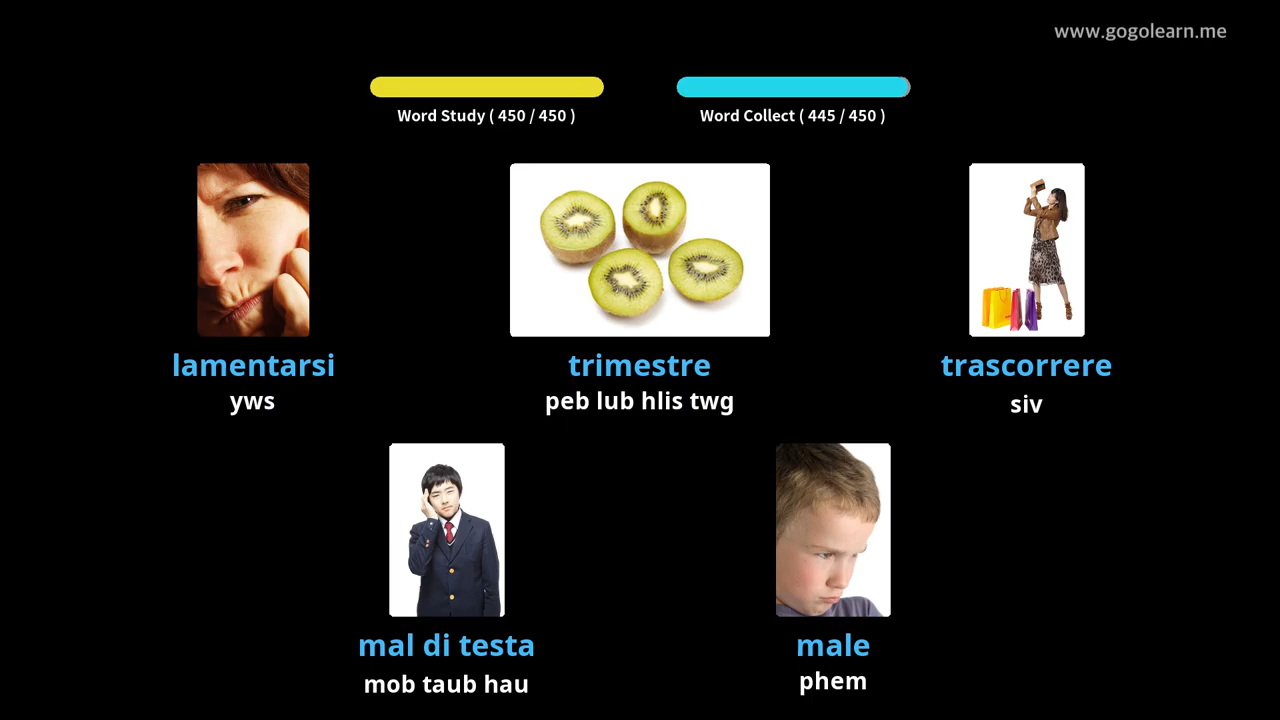 www.gogolearn.me
Word Study ( 450 / 450 )
Word Collect ( 445 / 450 )
lamentarsi
yws
trimestre
peb lub hlis twg
trascorrere
siv
mal di testa
mob taub hau
male
phem